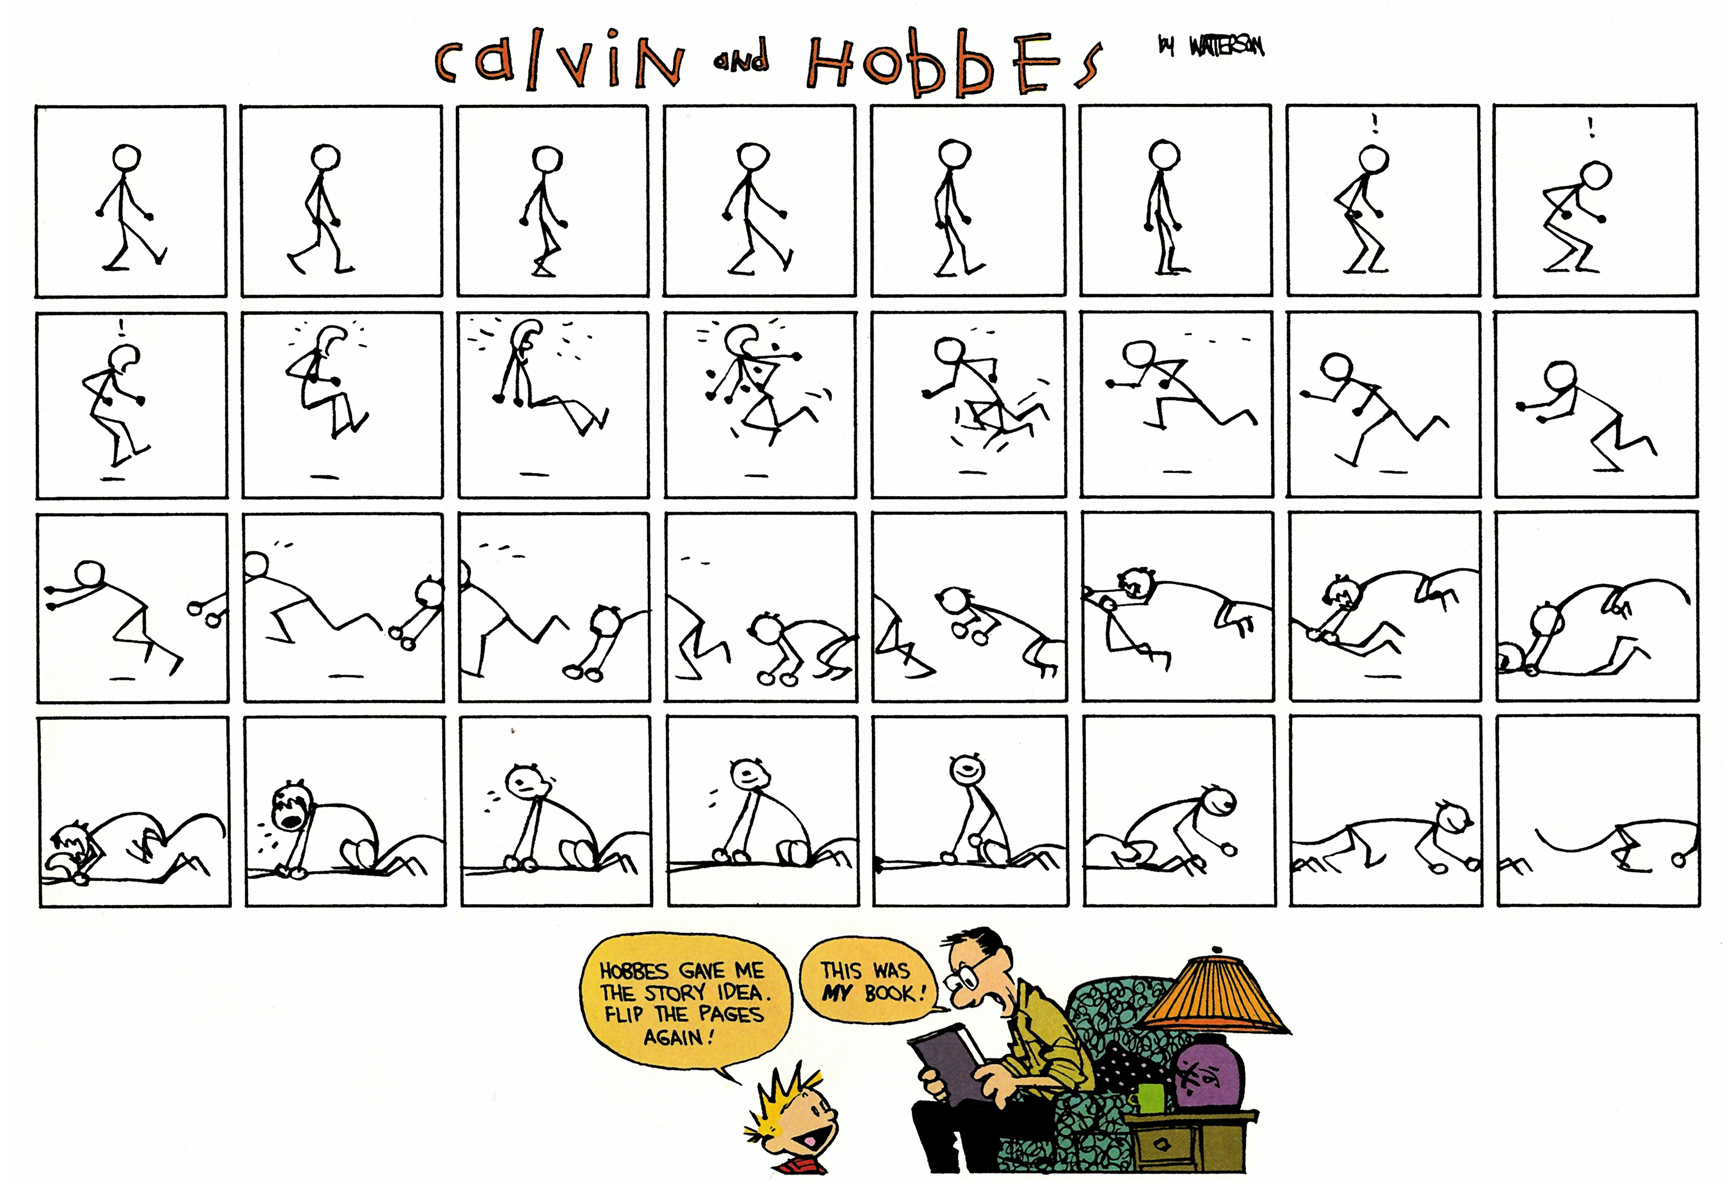 CALVIN and HOBBES
by WATTERSON
!
!
!
HOBBES GAVE ME
THE STORY IDEA.
FLIP THE PAGES
AGAIN!
THIS WAS
MY BOOK!